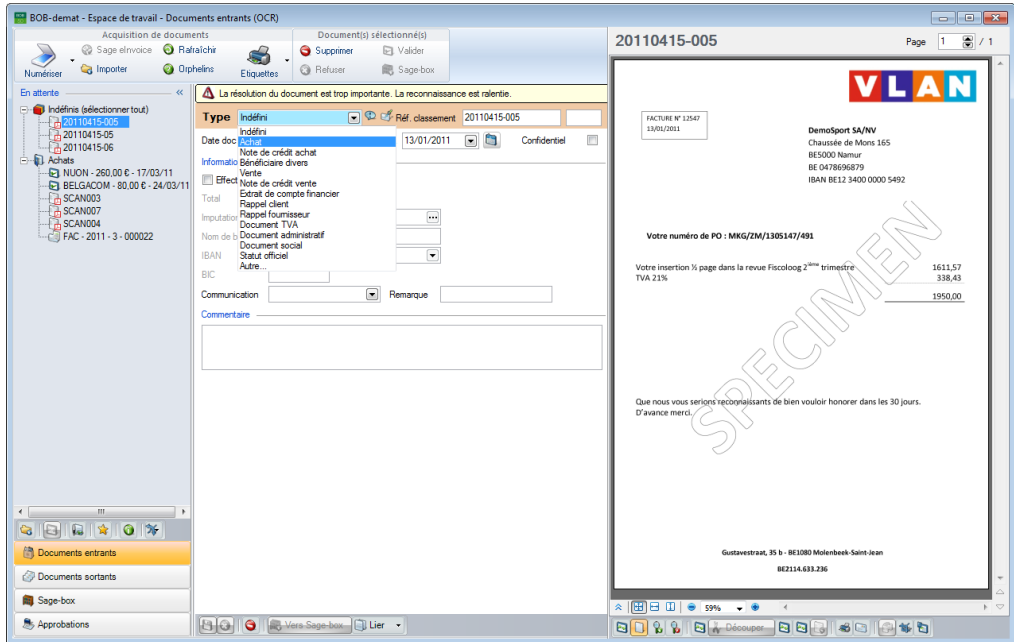 BOB-demat - Espace de travail - Documents entrants (OCR)
Acquisition de documents
Document(s) sélectionné(s)
Numériser
Sage eInvoice
Rafraîchir
Importer
Orphelins
Etiquettes
Supprimer
Valider
Refuser
Sage-box
20110415-005
Page 1 / 1
En attente
Indéfinis (sélectionner tout)
20110415-005
20110415-05
20110415-06
Achats
NUON - 260,00 € - 17/03/11
BELGACOM - 80,00 € - 24/03/11
SCAN003
SCAN007
SCAN004
FAC - 2011 - 3 - 000022
Documents entrants
Documents sortants
Sage-box
Approbations
La résolution du document est trop importante. La reconnaissance est ralentie.
Type Indéfini Réf. classement 20110415-005
Date doc 13/01/2011 Confidentiel
Informatio
Effect
Total
Imputation
Nom de b
IBAN
BIC
Indéfini
Achat
Note de crédit achat
Bénéficiaire divers
Vente
Note de crédit vente
Extrait de compte financier
Rappel client
Rappel fournisseur
Document TVA
Document administratif
Document social
Statut officiel
Autre...
Communication Remarque
Commentaire
Vers Sage-box
Lier
VLAN
FACTURE N° 12547
13/01/2011
DemoSport SA/NV
Chaussée de Mons 165
BE5000 Namur
BE 0478696879
IBAN BE12 3400 0000 5492
Votre numéro de PO : MKG/ZM/1305147/491
Votre insertion ½ page dans la revue Fiscoloog 2ième trimestre 1611,57
TVA 21% 338,43
1950,00
SPECIMEN
Que nous vous serions reconnaissants de bien vouloir honorer dans les 30 jours.
D'avance merci.
Gustavestraat, 35 b - BE1080 Molenbeek-Saint-Jean
BE2114.633.236
59%
Découper